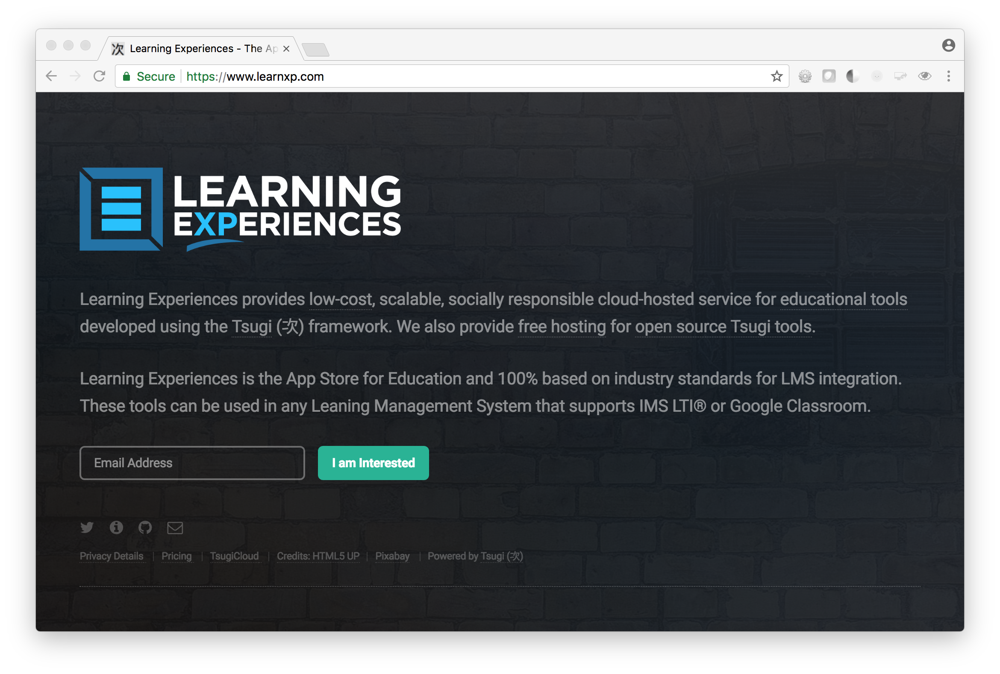 次 Learning Experiences - The Ap
Secure https://www.learnxp.com
LEARNING
EXPERIENCES
Learning Experiences provides low-cost, scalable, socially responsible cloud-hosted service for educational tools
developed using the Tsugi (次) framework. We also provide free hosting for open source Tsugi tools.
Learning Experiences is the App Store for Education and 100% based on industry standards for LMS integration.
These tools can be used in any Leaning Management System that supports IMS LTI® or Google Classroom.
Email Address I am Interested
Privacy Details | Pricing | TsugiCloud | Credits: HTML5 UP | Pixabay | Powered by Tsugi (次)